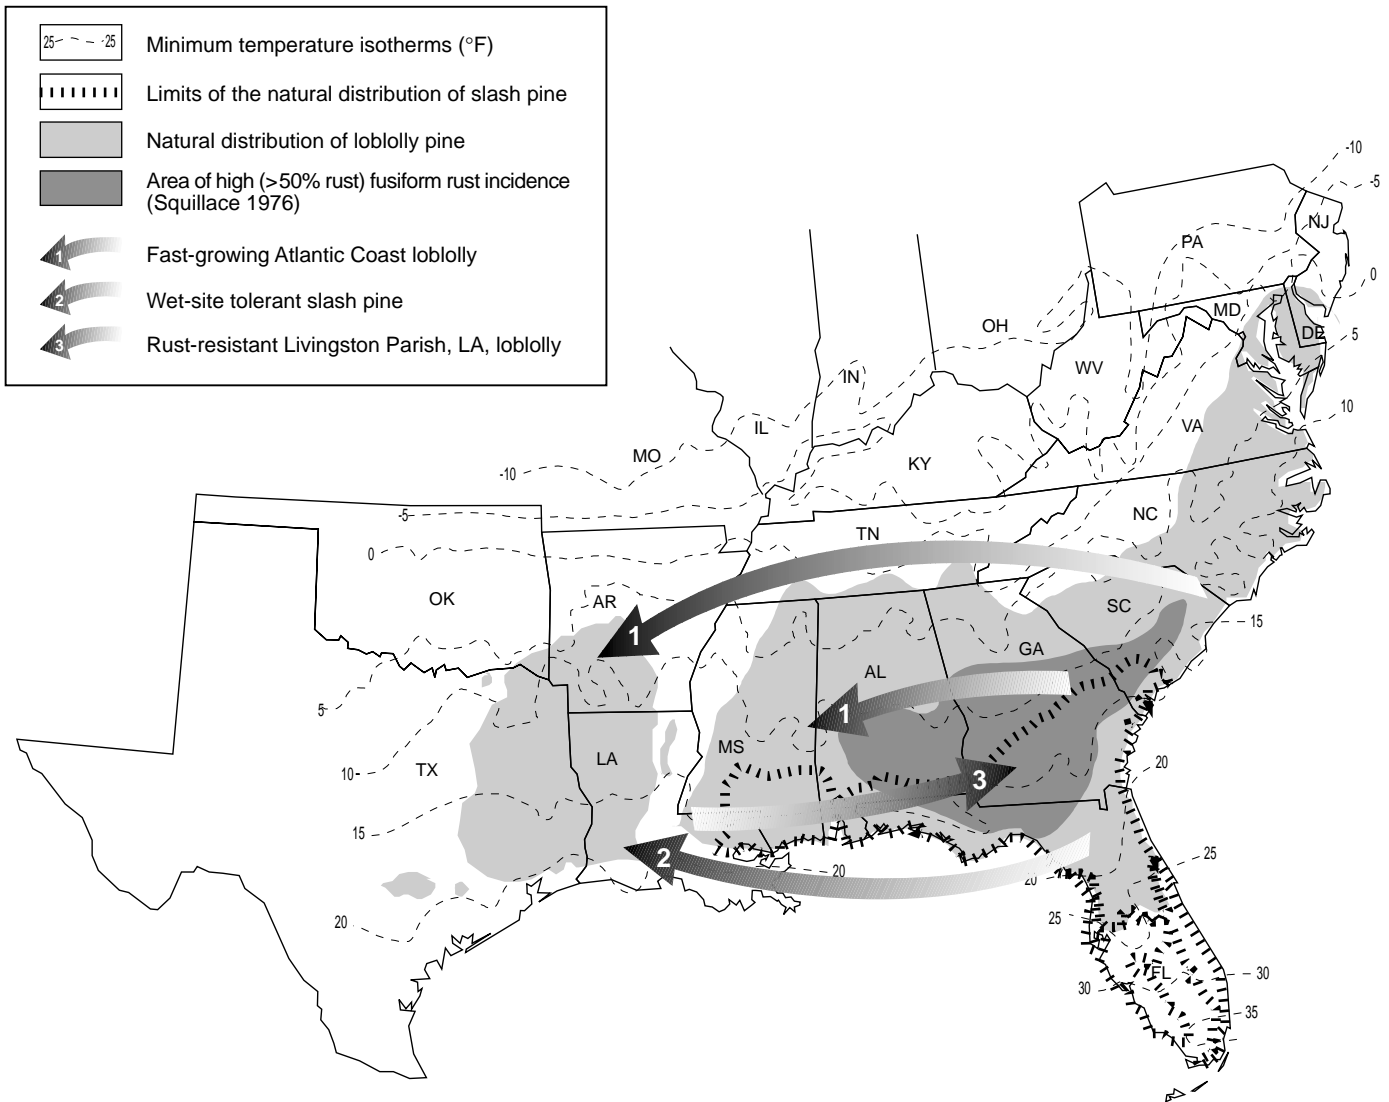 25 25
Minimum temperature isotherms (°F)
Limits of the natural distribution of slash pine
Natural distribution of loblolly pine
Area of high (>50% rust) fusiform rust incidence
(Squillace 1976)
1
Fast-growing Atlantic Coast loblolly
2
Wet-site tolerant slash pine
3
Rust-resistant Livingston Parish, LA, loblolly
-10
-5
NJ
PA
0
MD
OH
DE
5
WV
IN
10
VA
IL
MO
KY
-10
-5
NC
TN
0
OK
AR
SC
15
1
GA
AL
5
1
MS
LA
20
TX
10
3
15
25
2
20
20
25
20
FL
30
30
35